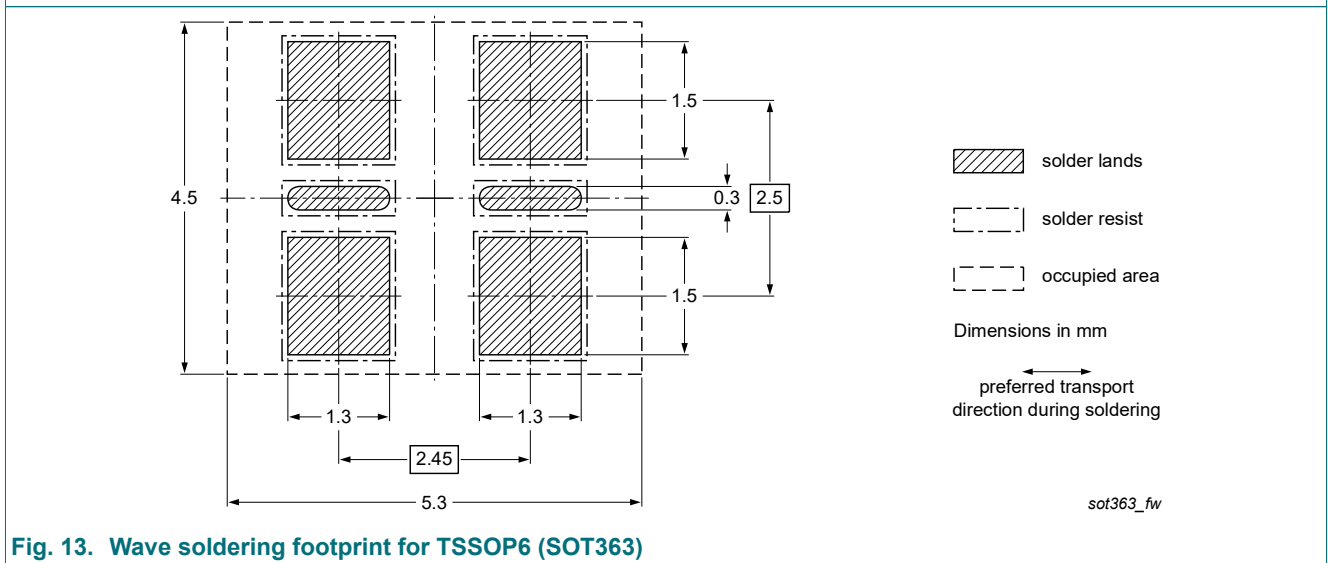 1.5
4.5
0.3
2.5
1.5
1.3
1.3
2.45
5.3
solder lands
solder resist
occupied area
Dimensions in mm
preferred transport
direction during soldering
sot363_fw
Fig. 13. Wave soldering footprint for TSSOP6 (SOT363)